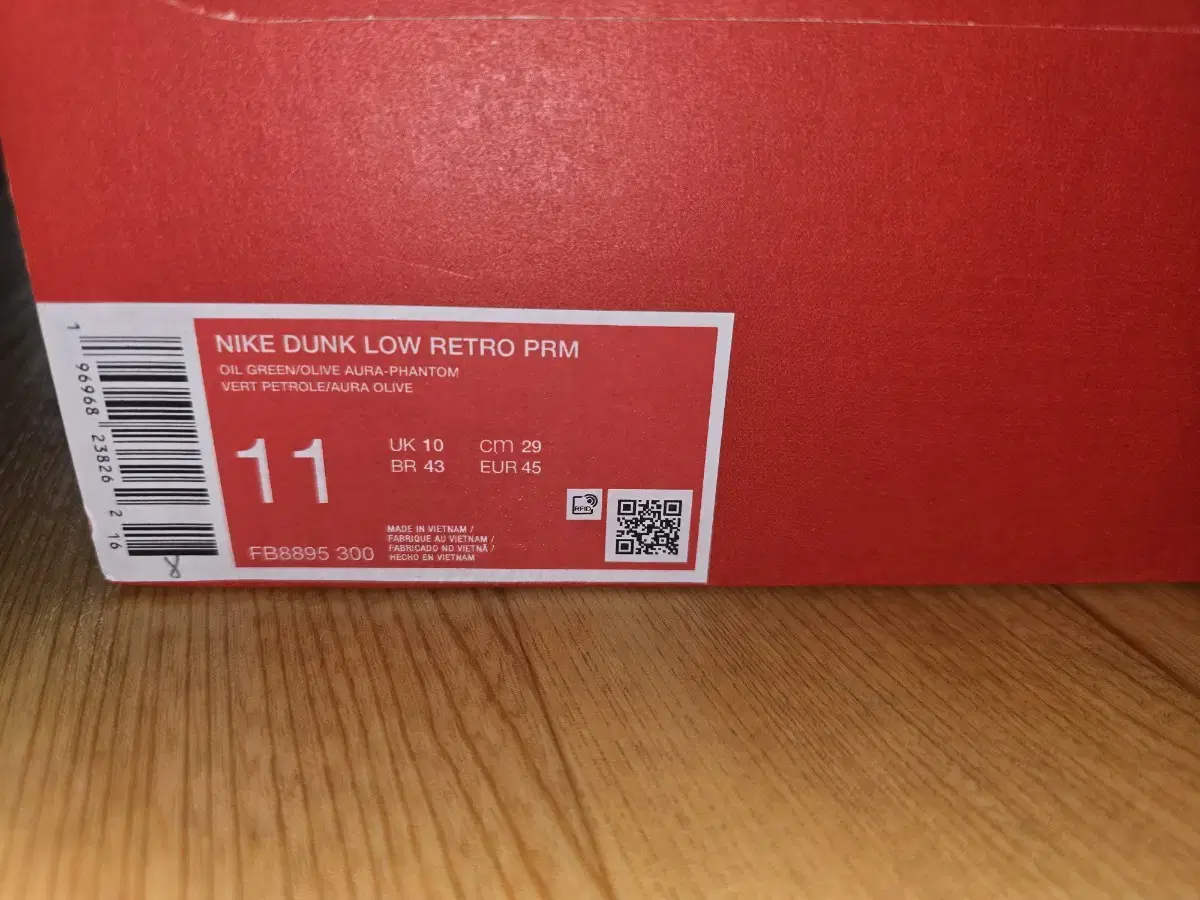 NIKE DUNK LOW RETRO PRM
OIL GREEN/OLIVE AURA-PHANTOM
VERT PETROLE/AURA OLIVE
11
UK 10 cm 29
BR 43 EUR 45
RFID
MADE IN VIETNAM /
FABRIQUE AU VIETNAM /
FABRICADO NO VIETNÃ /
HECHO EN VIETNAM
FB8895 300
1 96968 23826 2 16